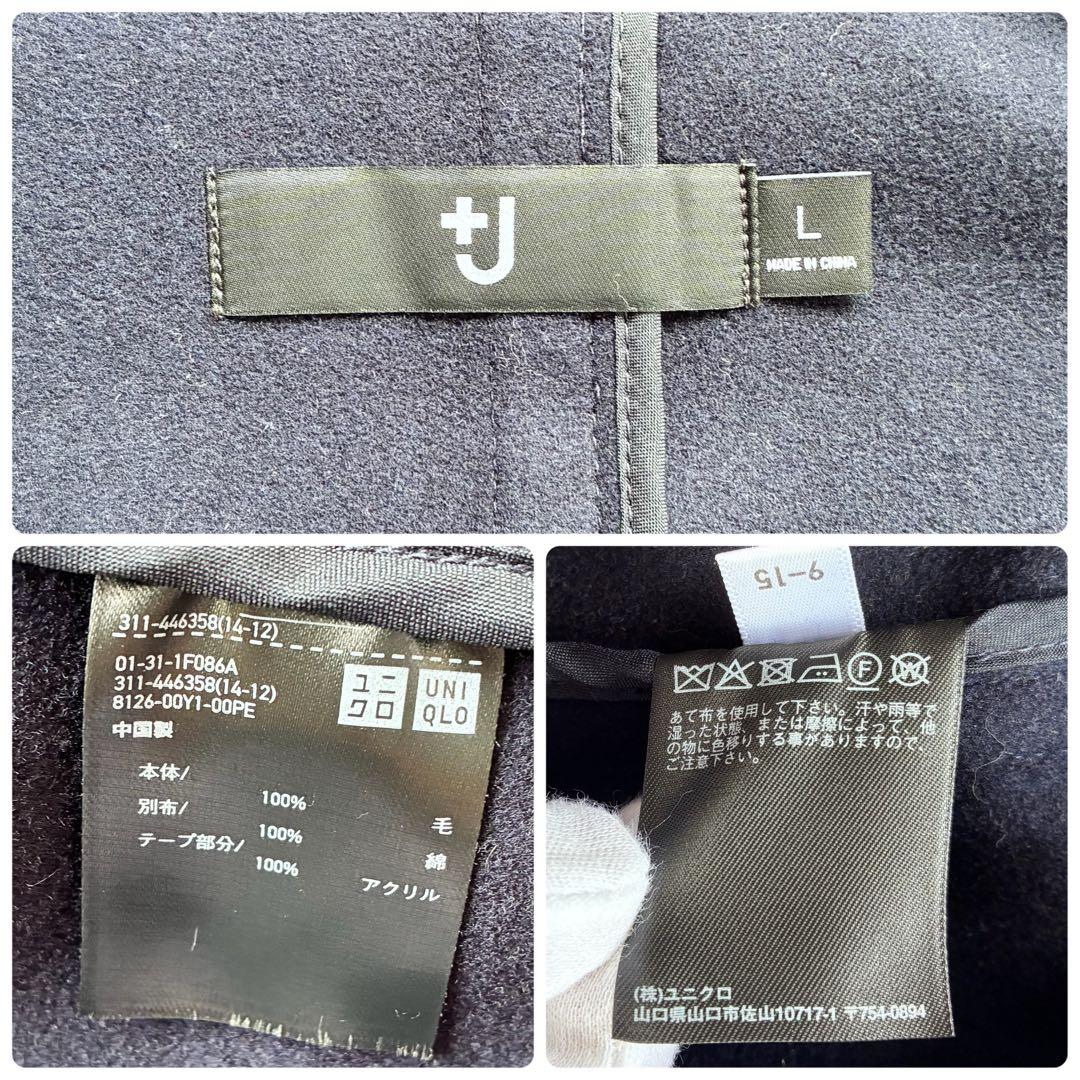 +J
L
MADE IN CHINA
311-446358(14-12)
01-31-1F086A
311-446358(14-12)
8126-00Y1-00PE
中国製
ユニ
クロ
UNI
QLO
本体/
100% 毛
別布/
100% 綿
テープ部分/
100% アクリル
9-15
F
W
あて布を使用して下さい。汗や雨等で
湿った状態、または摩擦によって、他
の物に色移りする事がありますので、
ご注意下さい。
(株)ユニクロ
山口県山口市佐山10717-1 〒754-0894